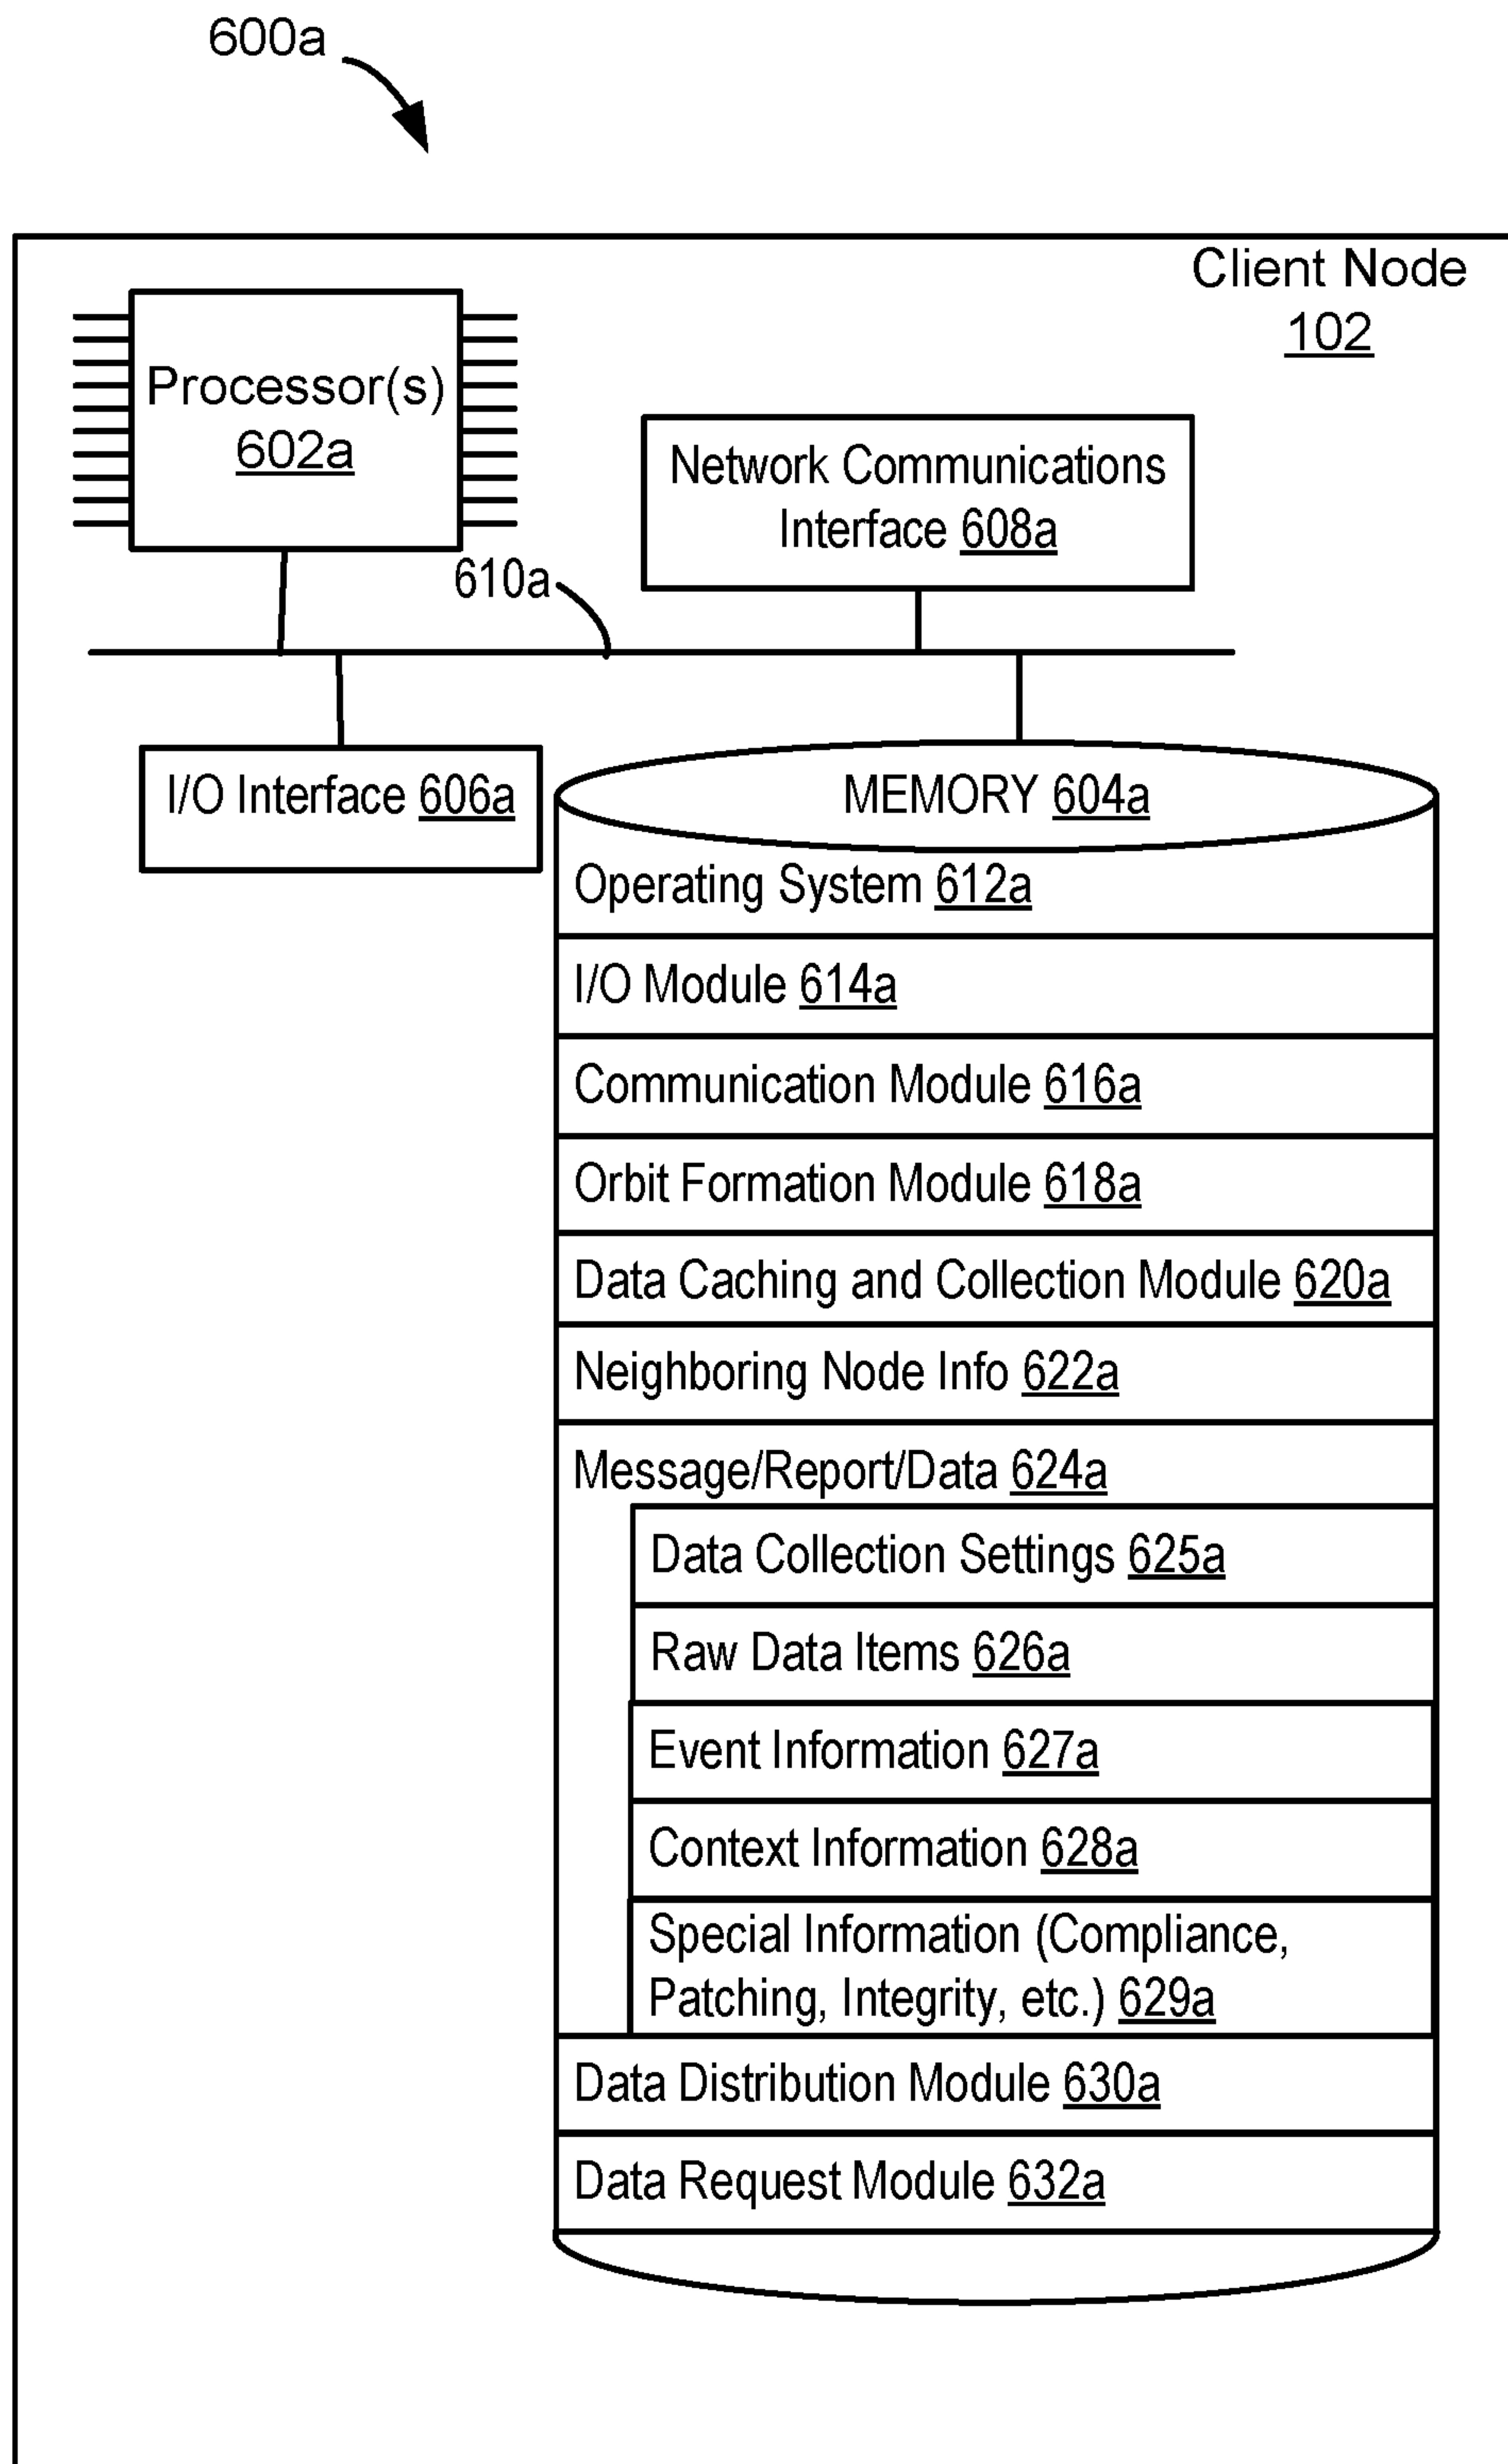 600a
Client Node
102
Processor(s)
602a
Network Communications
Interface 608a
610a
I/O Interface 606a
MEMORY 604a
Operating System 612a
I/O Module 614a
Communication Module 616a
Orbit Formation Module 618a
Data Caching and Collection Module 620a
Neighboring Node Info 622a
Message/Report/Data 624a
Data Collection Settings 625a
Raw Data Items 626a
Event Information 627a
Context Information 628a
Special Information (Compliance,
Patching, Integrity, etc.) 629a
Data Distribution Module 630a
Data Request Module 632a